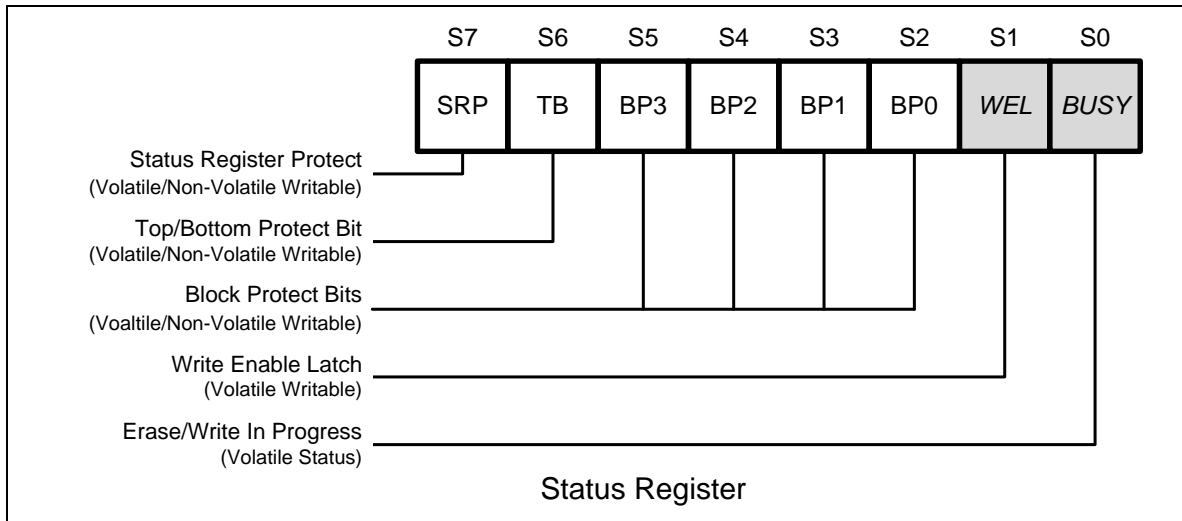 S7 S6 S5 S4 S3 S2 S1 S0
SRP TB BP3 BP2 BP1 BP0 WEL BUSY
Status Register Protect
(Volatile/Non-Volatile Writable)
Top/Bottom Protect Bit
(Volatile/Non-Volatile Writable)
Block Protect Bits
(Voaltile/Non-Volatile Writable)
Write Enable Latch
(Volatile Writable)
Erase/Write In Progress
(Volatile Status)
Status Register